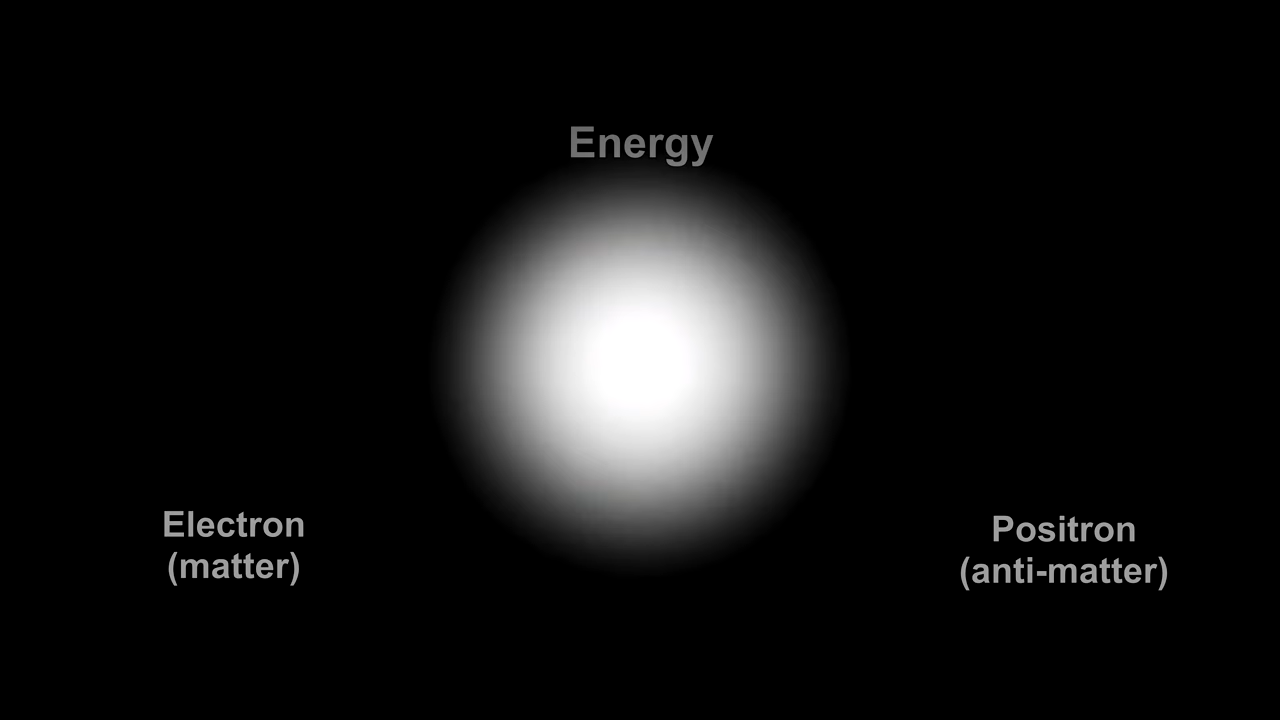 Energy
Electron
(matter)
Positron
(anti-matter)